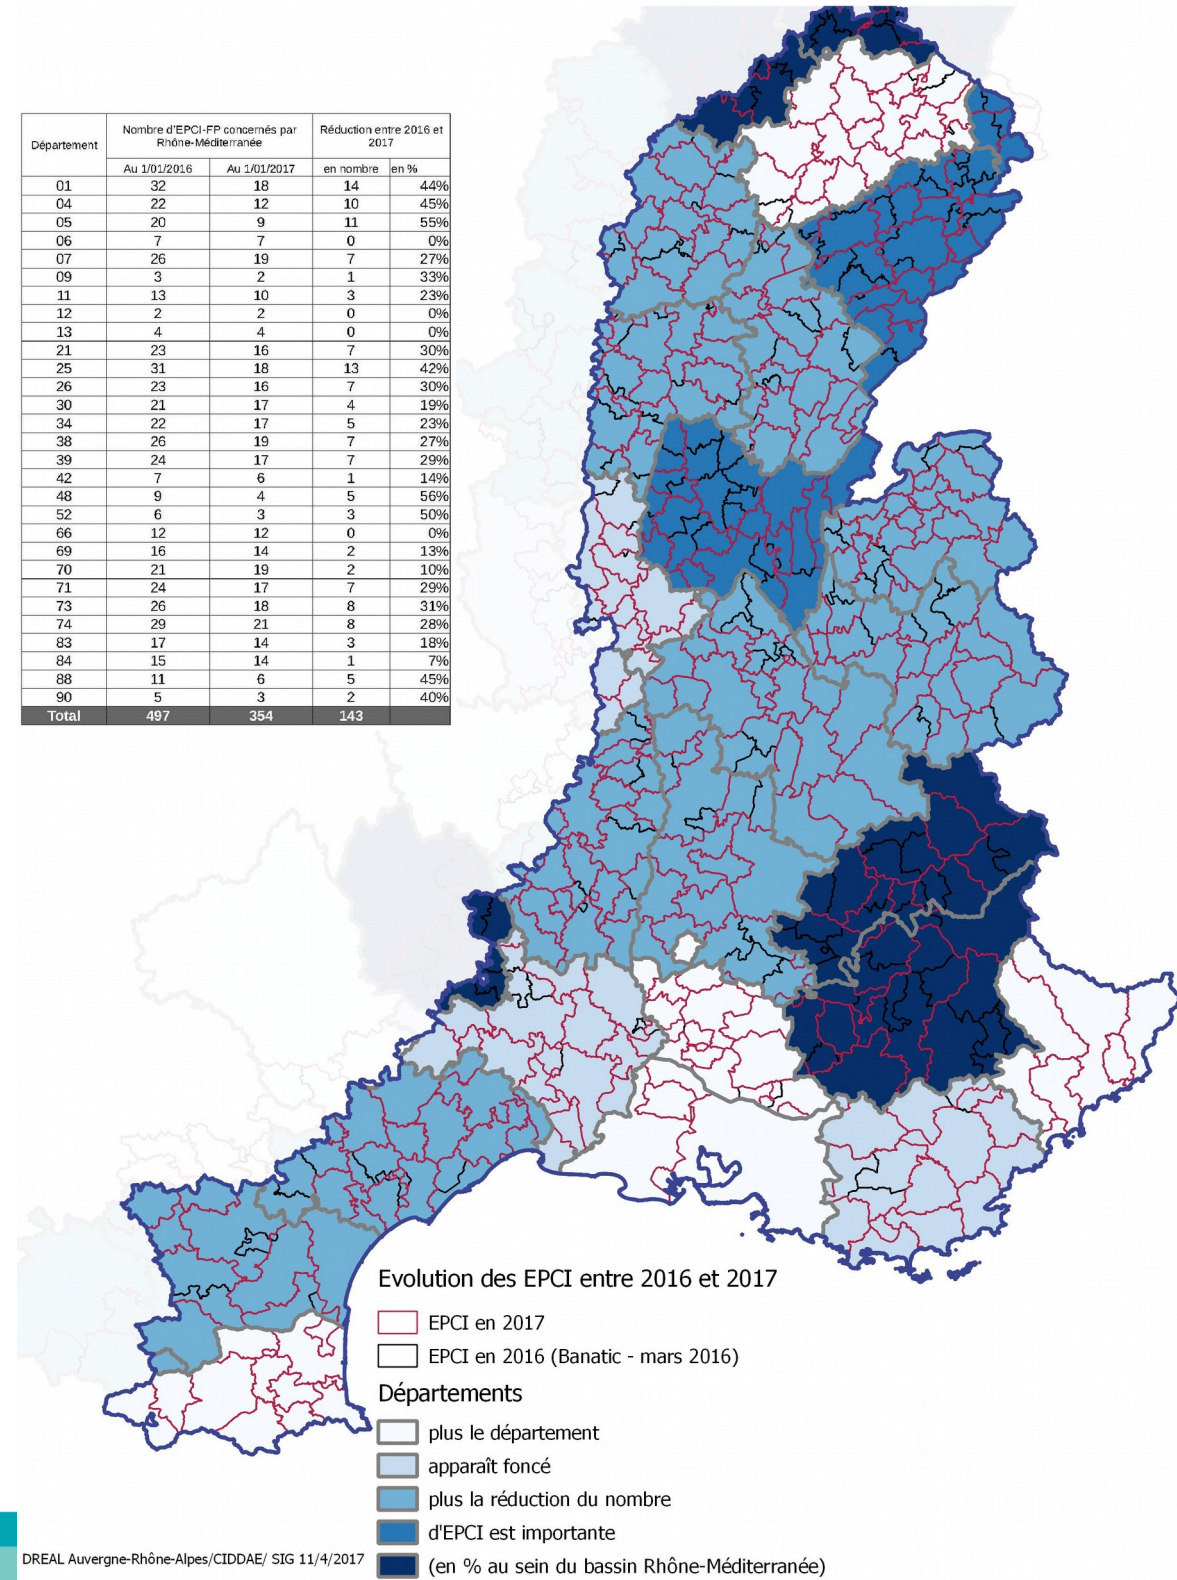 Département
Nombre d'EPCI-FP concernés par
Rhône-Méditerranée
Réduction entre 2016 et
2017
Au 1/01/2016 Au 1/01/2017 en nombre en %
01 32 18 14 44%
04 22 12 10 45%
05 20 9 11 55%
06 7 7 0 0%
07 26 19 7 27%
09 3 2 1 33%
11 13 10 3 23%
12 2 2 0 0%
13 4 4 0 0%
21 23 16 7 30%
25 31 18 13 42%
26 23 16 7 30%
30 21 17 4 19%
34 22 17 5 23%
38 26 19 7 27%
39 24 17 7 29%
42 7 6 1 14%
48 9 4 5 56%
52 6 3 3 50%
66 12 12 0 0%
69 16 14 2 13%
70 21 19 2 10%
71 24 17 7 29%
73 26 18 8 31%
74 29 21 8 28%
83 17 14 3 18%
84 15 14 1 7%
88 11 6 5 45%
90 5 3 2 40%
Total 497 354 143
Evolution des EPCI entre 2016 et 2017
EPCI en 2017
EPCI en 2016 (Banatic - mars 2016)
Départements
plus le département
apparaît foncé
plus la réduction du nombre
d'EPCI est importante
(en % au sein du bassin Rhône-Méditerranée)
DREAL Auvergne-Rhône-Alpes/CIDDAE/ SIG 11/4/2017